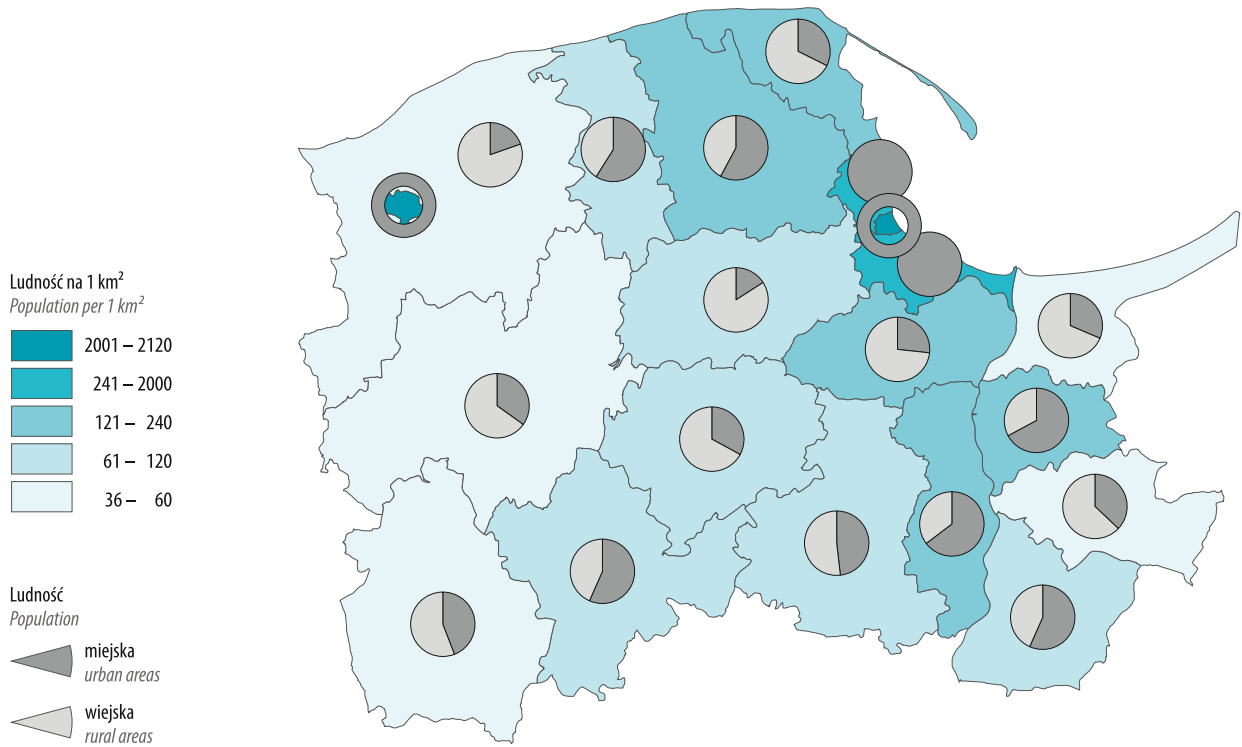 Ludność na 1 km²
Population per 1 km²
2001 – 2120
241 – 2000
121 – 240
61 – 120
36 – 60
Ludność
Population
miejska
urban areas
wiejska
rural areas